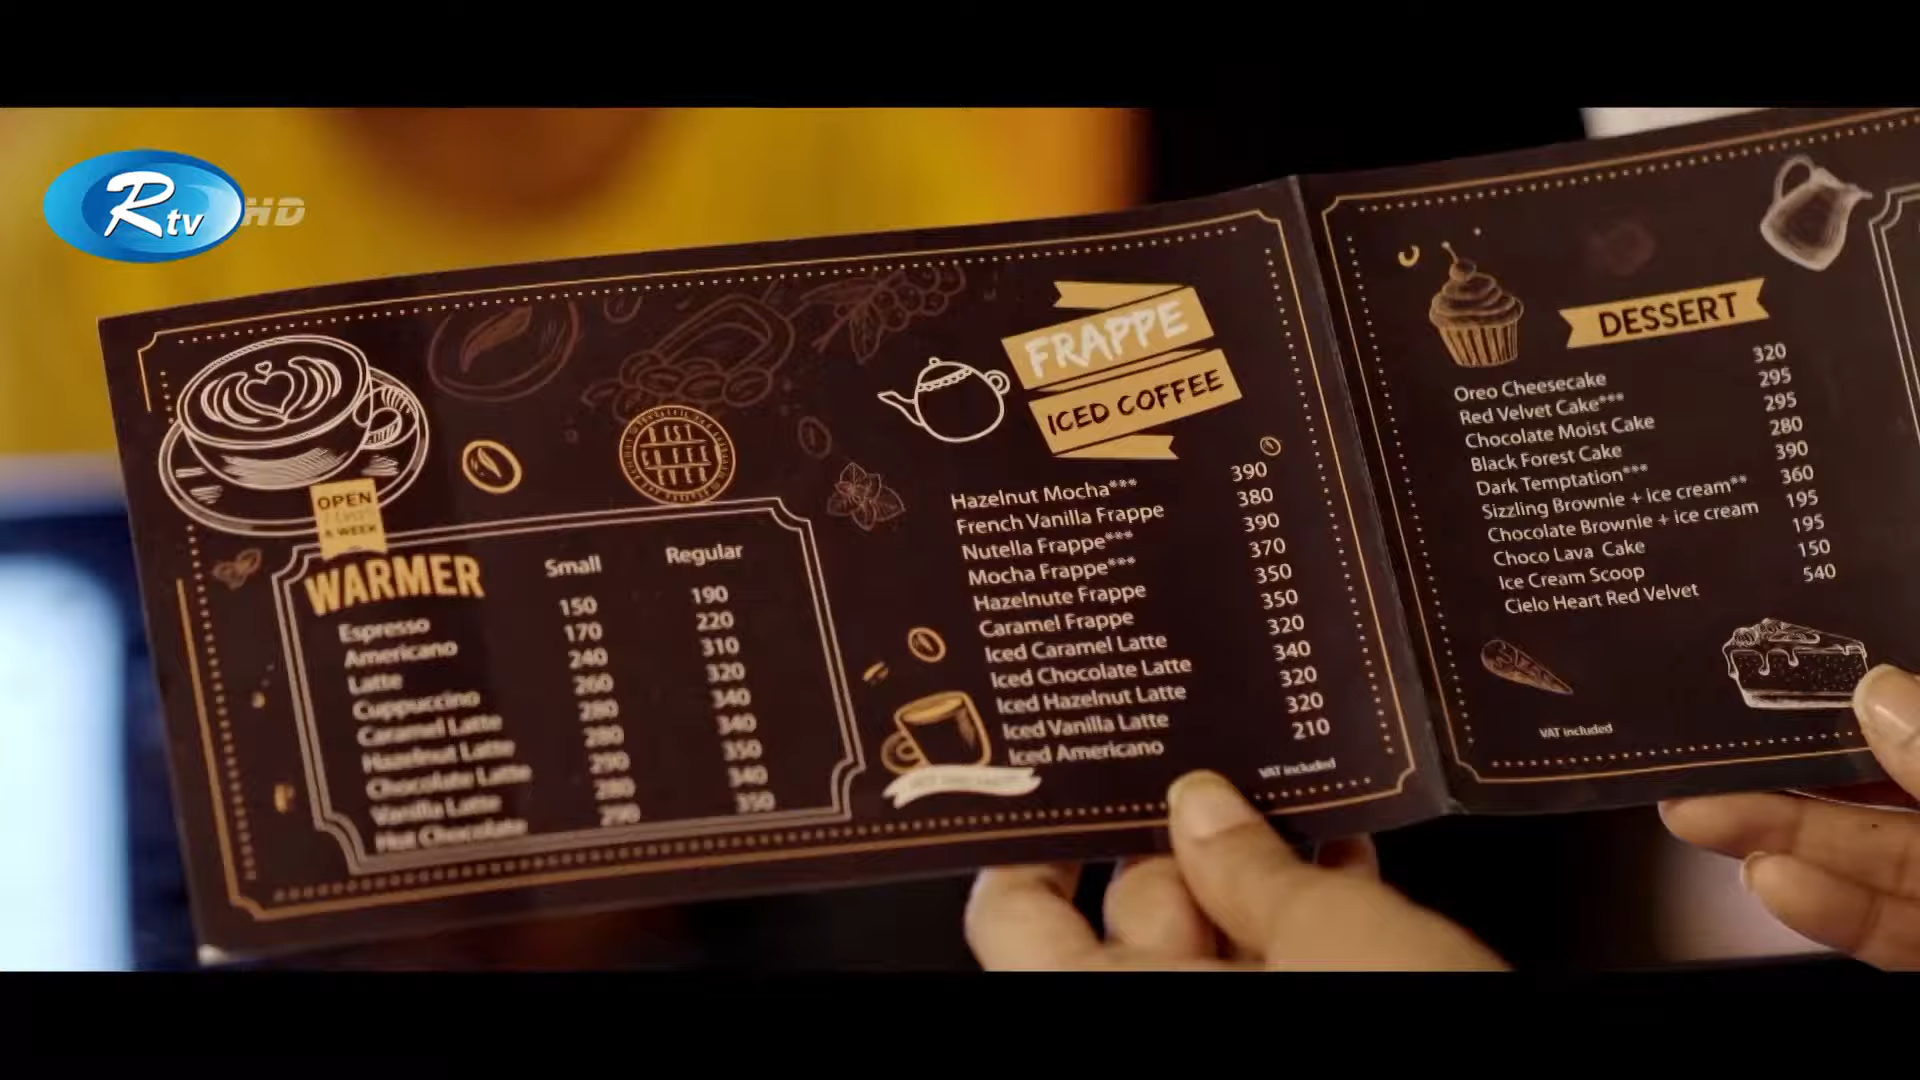 Rtv HD
BEST
COFFEE
EVER
OPEN
7 DAYS
A WEEK
WARMER Small Regular
Espresso 150 190
Americano 170 220
Latte 240 310
Cuppuccino 260 320
Caramel Latte 280 340
Hazelnut Latte 280 340
Chocolate Latte 290 350
Vanilla Latte 280 340
Hot Chocolate 290 350
FRAPPE
ICED COFFEE
Hazelnut Mocha*** 390
French Vanilla Frappe 380
Nutella Frappe*** 390
Mocha Frappe*** 370
Hazelnute Frappe 350
Caramel Frappe 350
Iced Caramel Latte 320
Iced Chocolate Latte 340
Iced Hazelnut Latte 320
Iced Vanilla Latte 320
Iced Americano 210
VAT included
DESSERT
Oreo Cheesecake 320
Red Velvet Cake*** 295
Chocolate Moist Cake 295
Black Forest Cake 280
Dark Temptation*** 390
Sizzling Brownie + ice cream** 360
Chocolate Brownie + ice cream 195
Choco Lava Cake 195
Ice Cream Scoop 150
Cielo Heart Red Velvet 540
VAT included